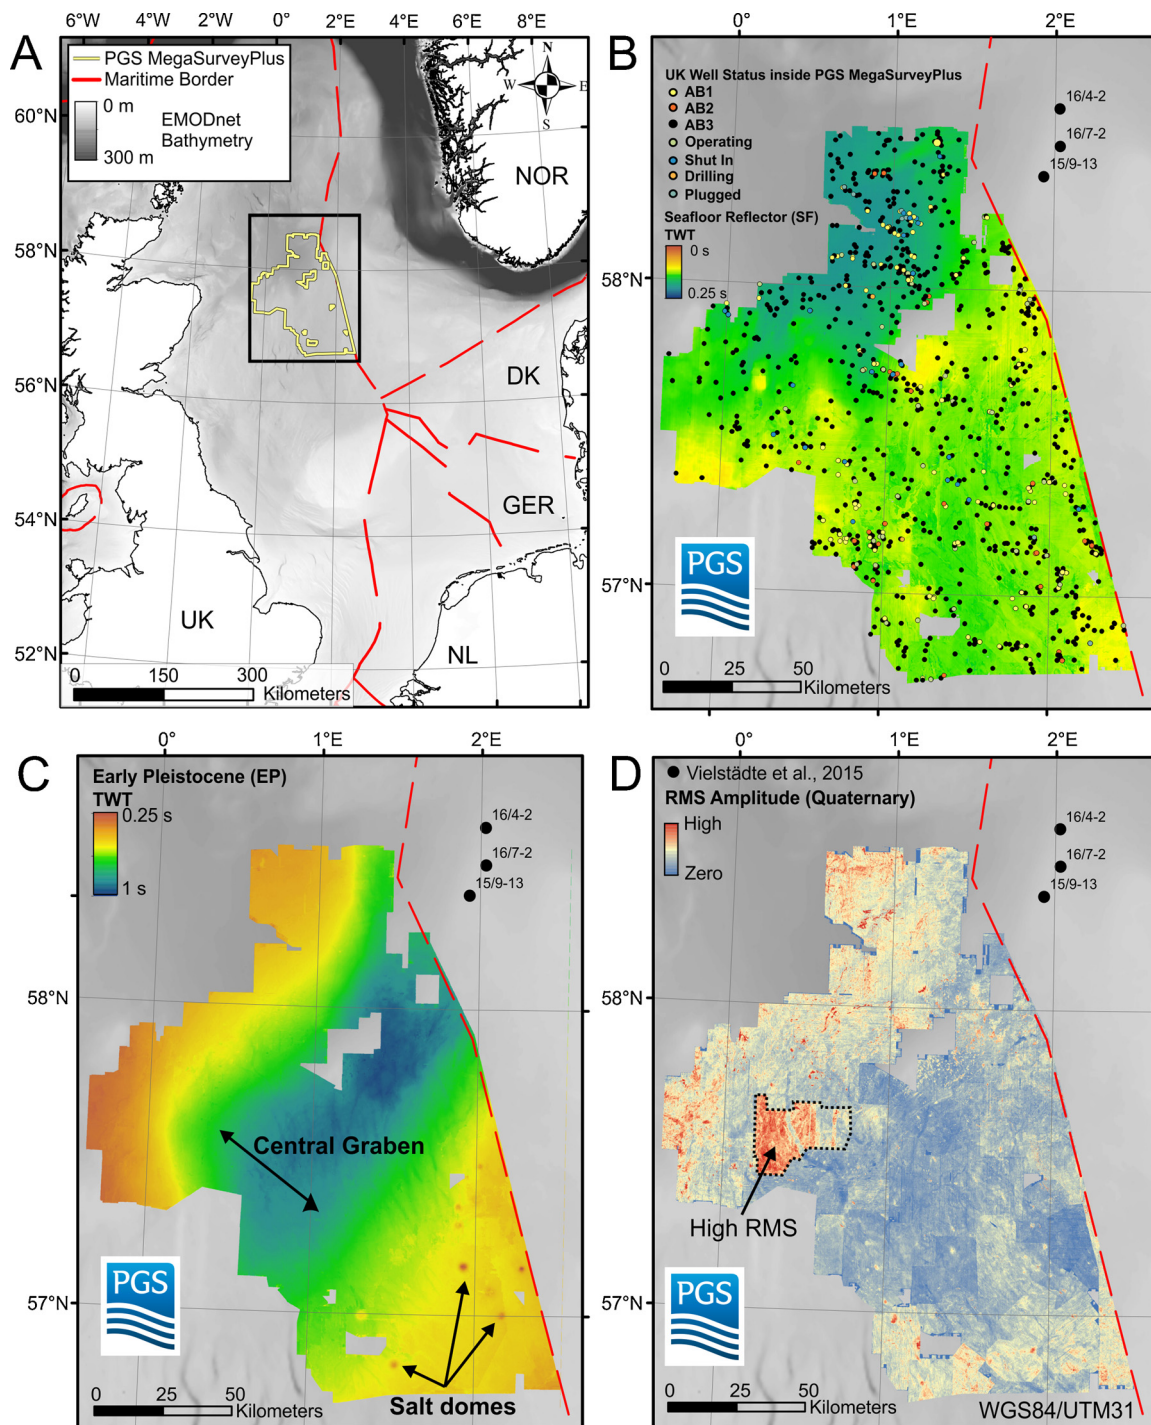 A
6°W 4°W 2°W 0° 2°E 4°E 6°E 8°E
PGS MegaSurveyPlus
Maritime Border
0 m
300 m
EMODnet
Bathymetry
N
W E
S
60°N
58°N
56°N
54°N
52°N
NOR
DK
GER
UK
NL
0 150 300
Kilometers
B
0° 1°E 2°E
UK Well Status inside PGS MegaSurveyPlus
AB1
AB2
AB3
Operating
Shut In
Drilling
Plugged
Seafloor Reflector (SF)
TWT
0 s
0.25 s
16/4-2
16/7-2
15/9-13
58°N
57°N
PGS
0 25 50
Kilometers
C
0° 1°E 2°E
Early Pleistocene (EP)
TWT
0.25 s
1 s
16/4-2
16/7-2
15/9-13
58°N
57°N
Central Graben
PGS
Salt domes
0 25 50
Kilometers
D
0° 1°E 2°E
Vielstädte et al., 2015
RMS Amplitude (Quaternary)
High
Zero
16/4-2
16/7-2
15/9-13
58°N
57°N
High RMS
PGS
0 25 50
Kilometers
WGS84/UTM31